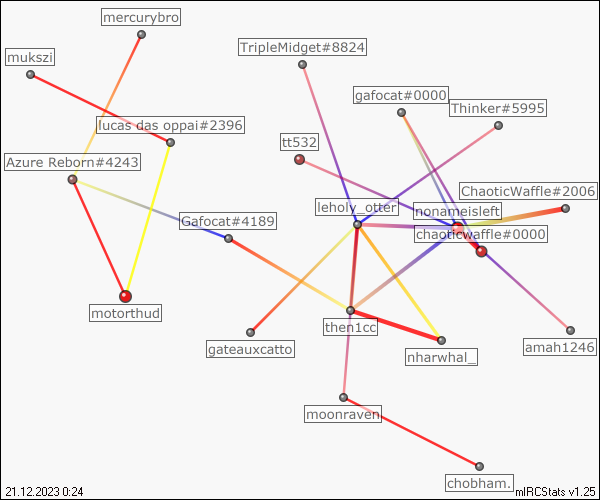 mercurybro
TripleMidget#8824
mukszi
gafocat#0000
Thinker#5995
lucas das oppai#2396
tt532
Azure Reborn#4243
ChaoticWaffle#2006
leholy_otter
nonameisleft
Gafocat#4189
chaoticwaffle#0000
motorthud
then1cc
gateauxcatto
nharwhal_
amah1246
moonraven
chobham.
21.12.2023 0:24
mIRCStats v1.25